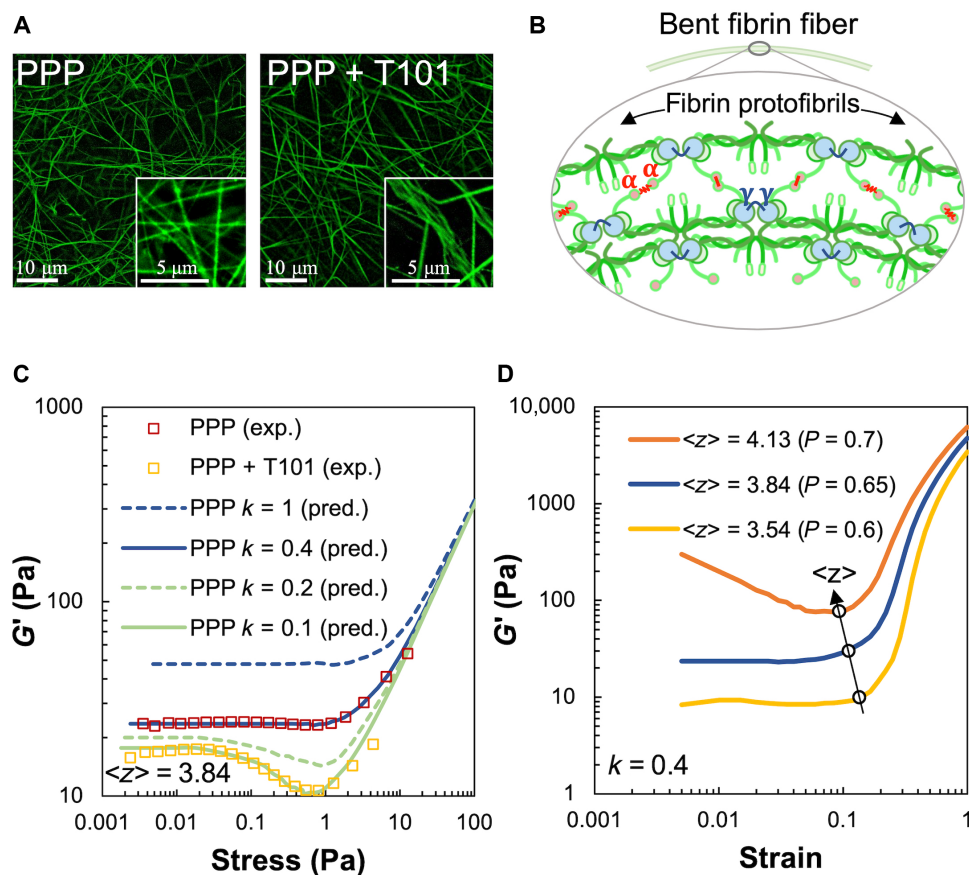 A
PPP
10 μm
5 μm
PPP + T101
10 μm
5 μm
B
Bent fibrin fiber
Fibrin protofibrils
α α
γ γ
C
1000
100
10
G' (Pa)
PPP (exp.)
PPP + T101 (exp.)
PPP k = 1 (pred.)
PPP k = 0.4 (pred.)
PPP k = 0.2 (pred.)
PPP k = 0.1 (pred.)
<z> = 3.84
0.001 0.01 0.1 1 10 100
Stress (Pa)
D
10,000
1000
100
10
1
G' (Pa)
<z> = 4.13 (P = 0.7)
<z> = 3.84 (P = 0.65)
<z> = 3.54 (P = 0.6)
<z>
k = 0.4
0.001 0.01 0.1 1
Strain